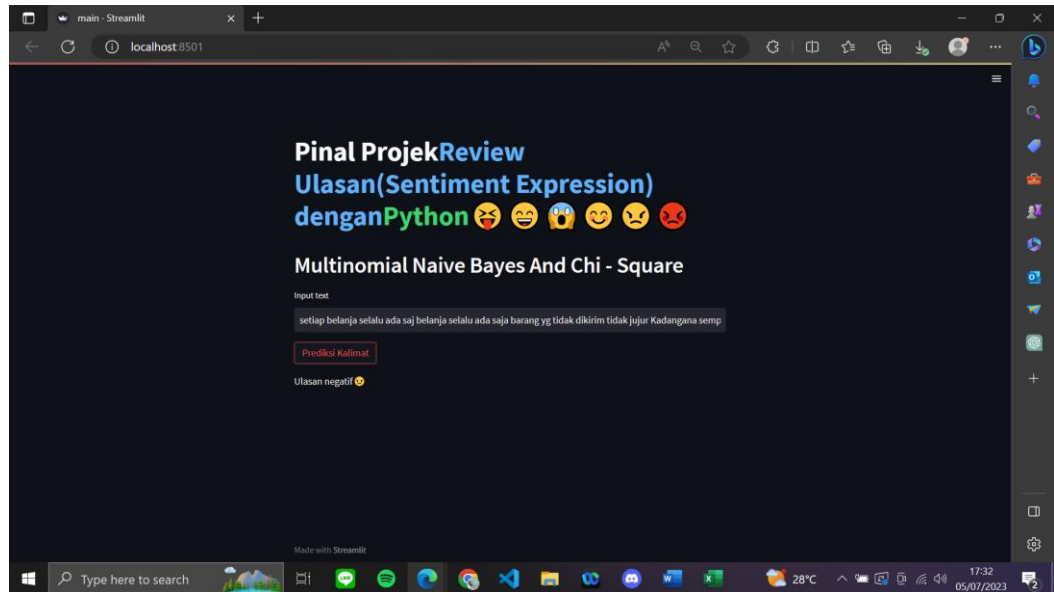 main - Streamlit
localhost:8501
Pinal ProjekReview
Ulasan(Sentiment Expression)
denganPython😝 😄 😱 😊 😠 😡
Multinomial Naive Bayes And Chi - Square
Input text
setiap belanja selalu ada saj belanja selalu ada saja barang yg tidak dikirim tidak jujur Kadangana semp
Prediksi Kalimat
Ulasan negatif
Made with Streamlit
Type here to search
28°C
17:32
05/07/2023
2